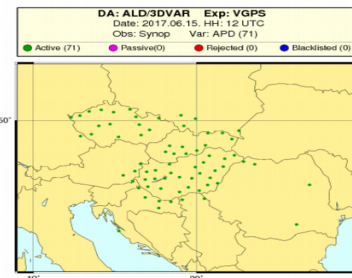 DA: ALD/3DVAR Exp: VGPS
Date: 2017.06.15. HH: 12 UTC
Obs: Synop Var: APD (71)
Active (71) Passive(0) Rejected (0) Blacklisted (0)
50°